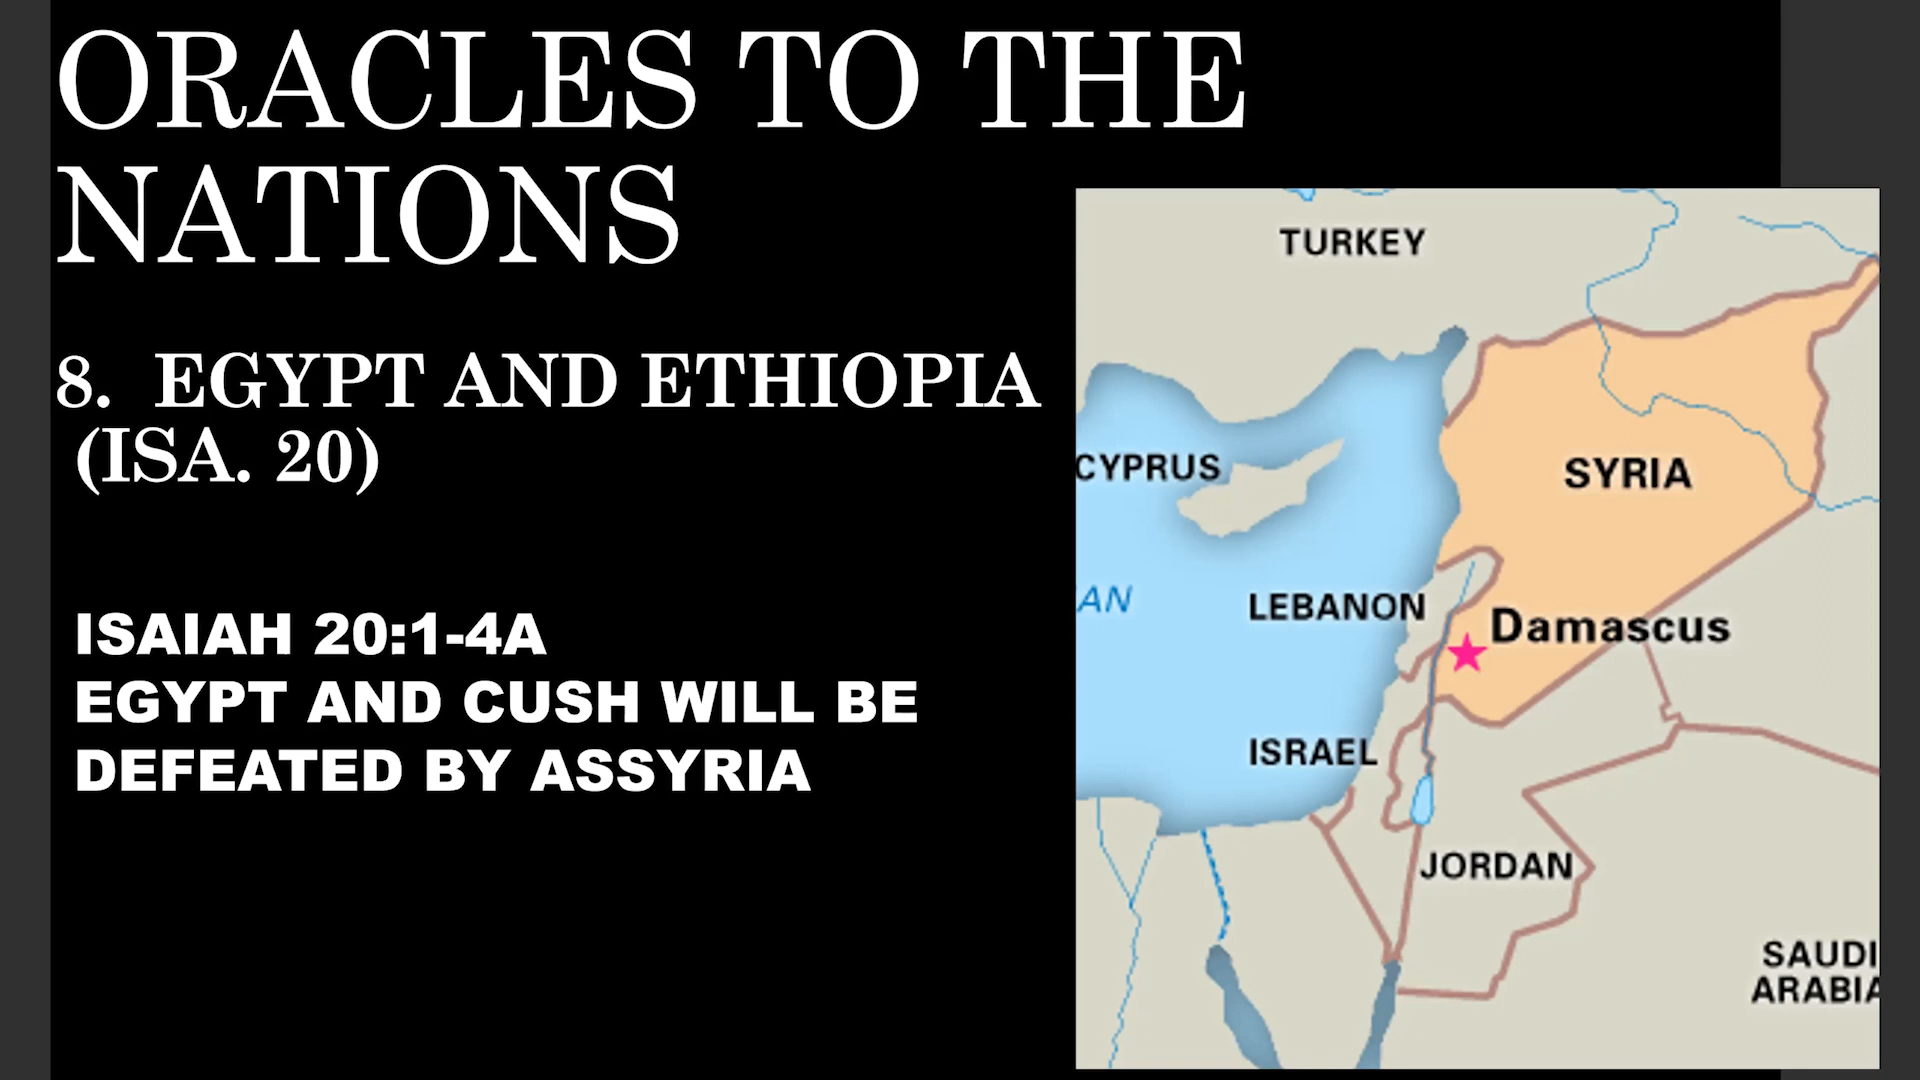 ORACLES TO THE
NATIONS
8. EGYPT AND ETHIOPIA
(ISA. 20)
ISAIAH 20:1-4A
EGYPT AND CUSH WILL BE
DEFEATED BY ASSYRIA
TURKEY
CYPRUS
SYRIA
AN
LEBANON
Damascus
ISRAEL
JORDAN
SAUDI
ARABIA